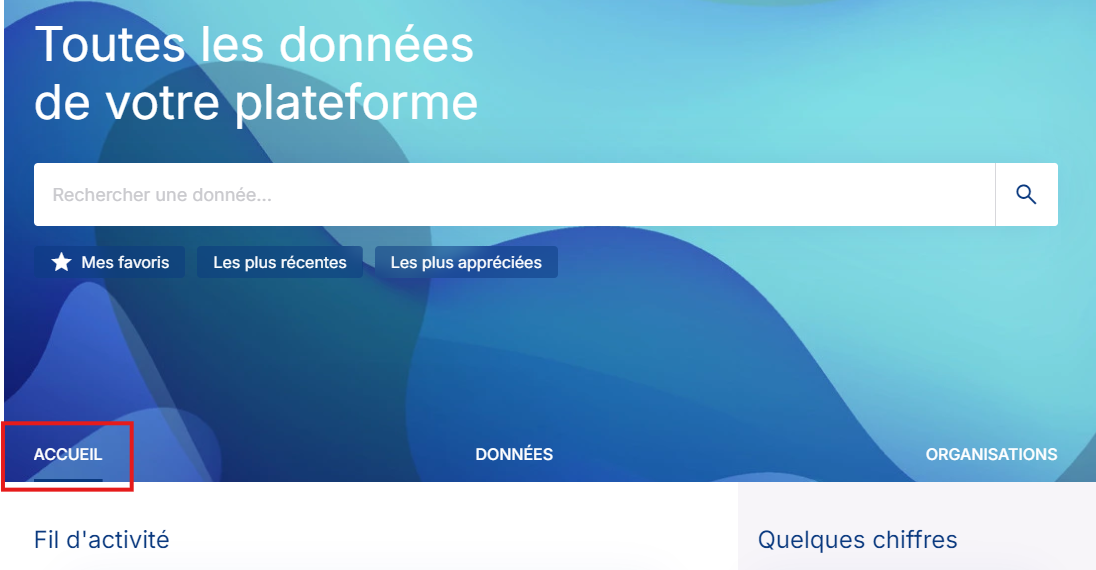 Toutes les données
de votre plateforme
Rechercher une donnée...
Mes favoris Les plus récentes Les plus appréciées
ACCUEIL DONNÉES ORGANISATIONS
Fil d'activité Quelques chiffres